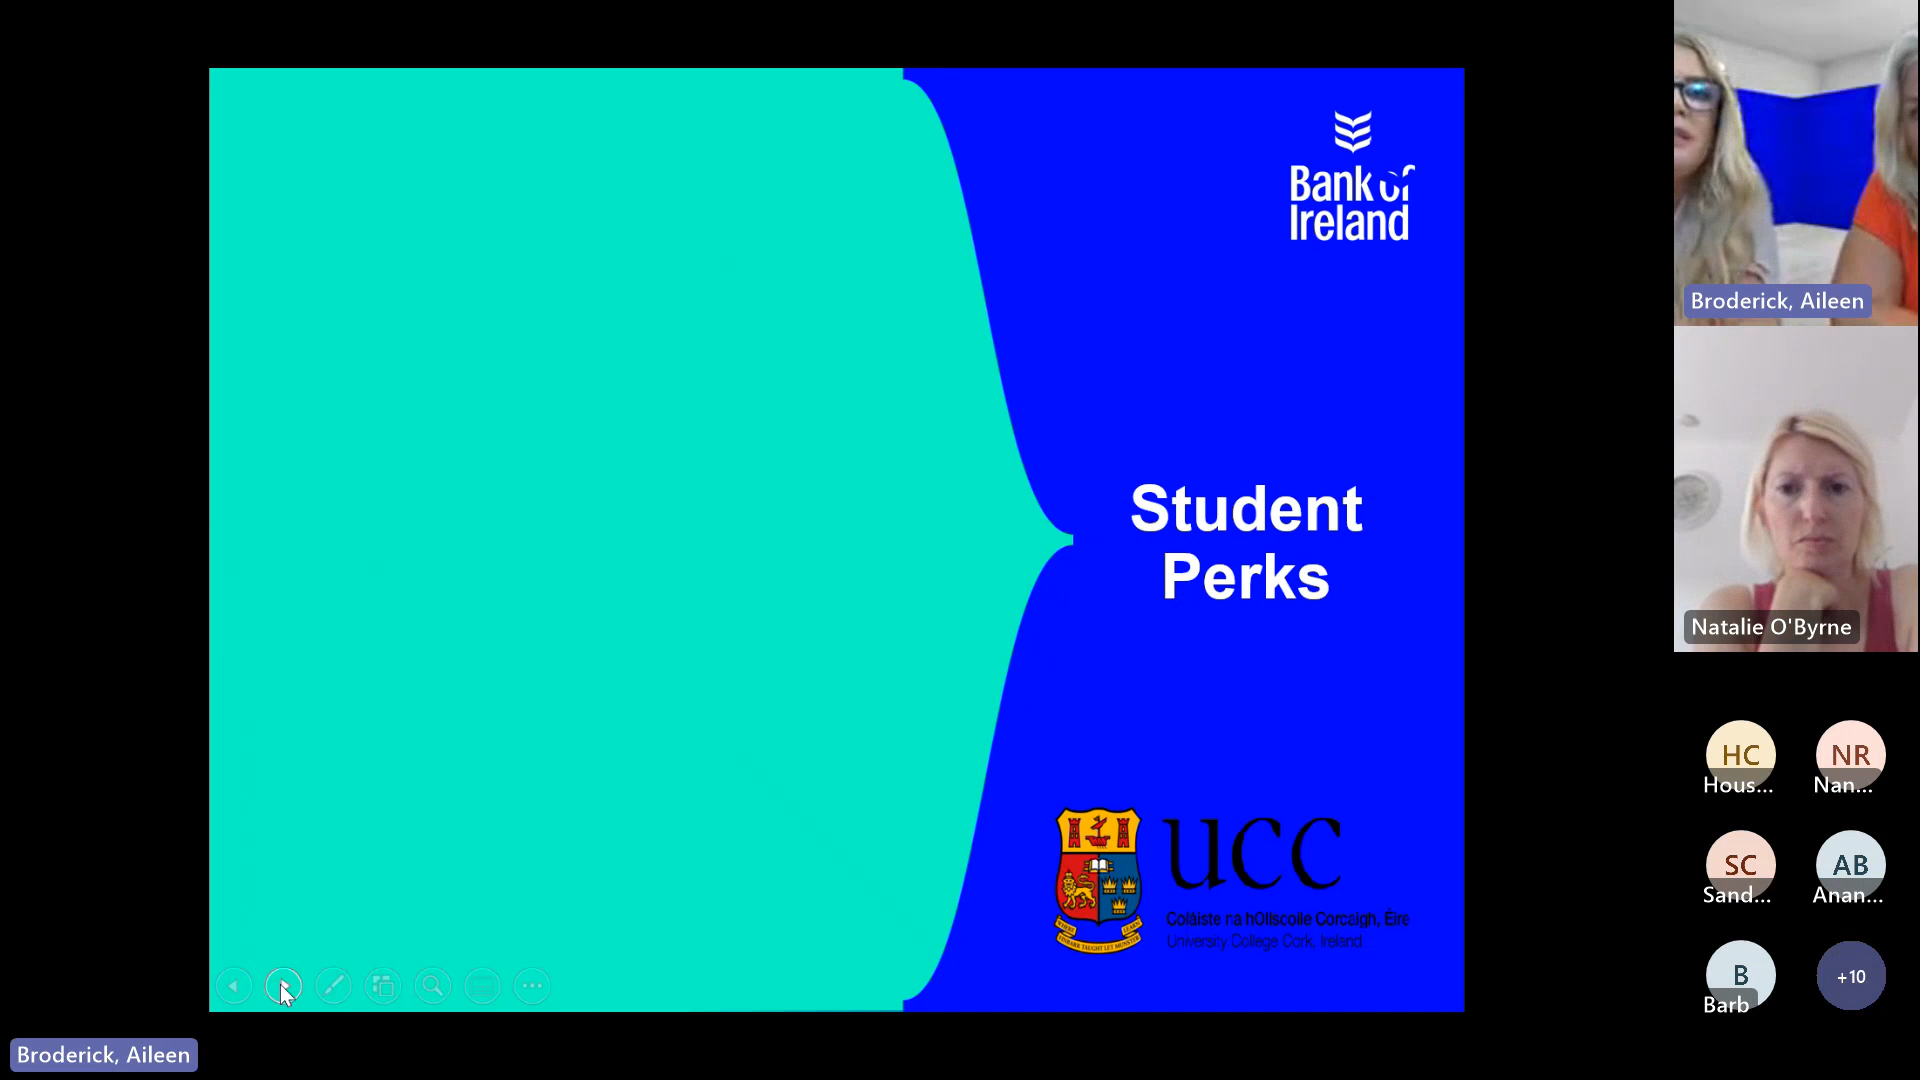 Bank of
Ireland
Student
Perks
UCC
Coláiste na hOllscoile Corcaigh, Éire
University College Cork, Ireland
Broderick, Aileen
Natalie O'Byrne
HC
Hous...
NR
Nan...
SC
Sand...
AB
Anan...
B
Barb
+10
Broderick, Aileen